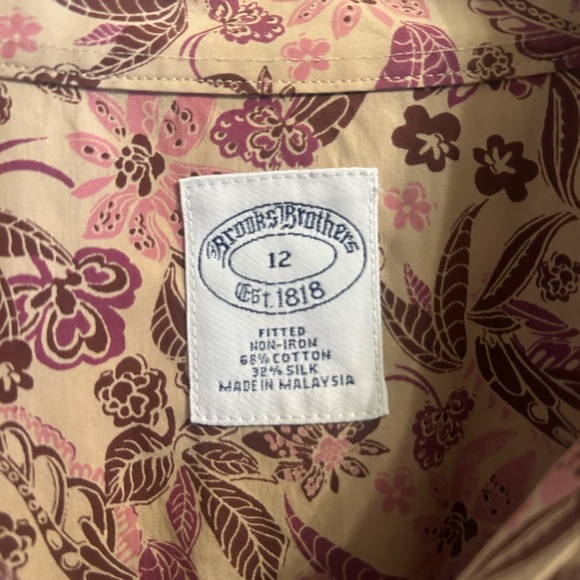 Brooks Brothers
12
Est. 1818
FITTED
NON-IRON
68% COTTON
32% SILK
MADE IN MALAYSIA